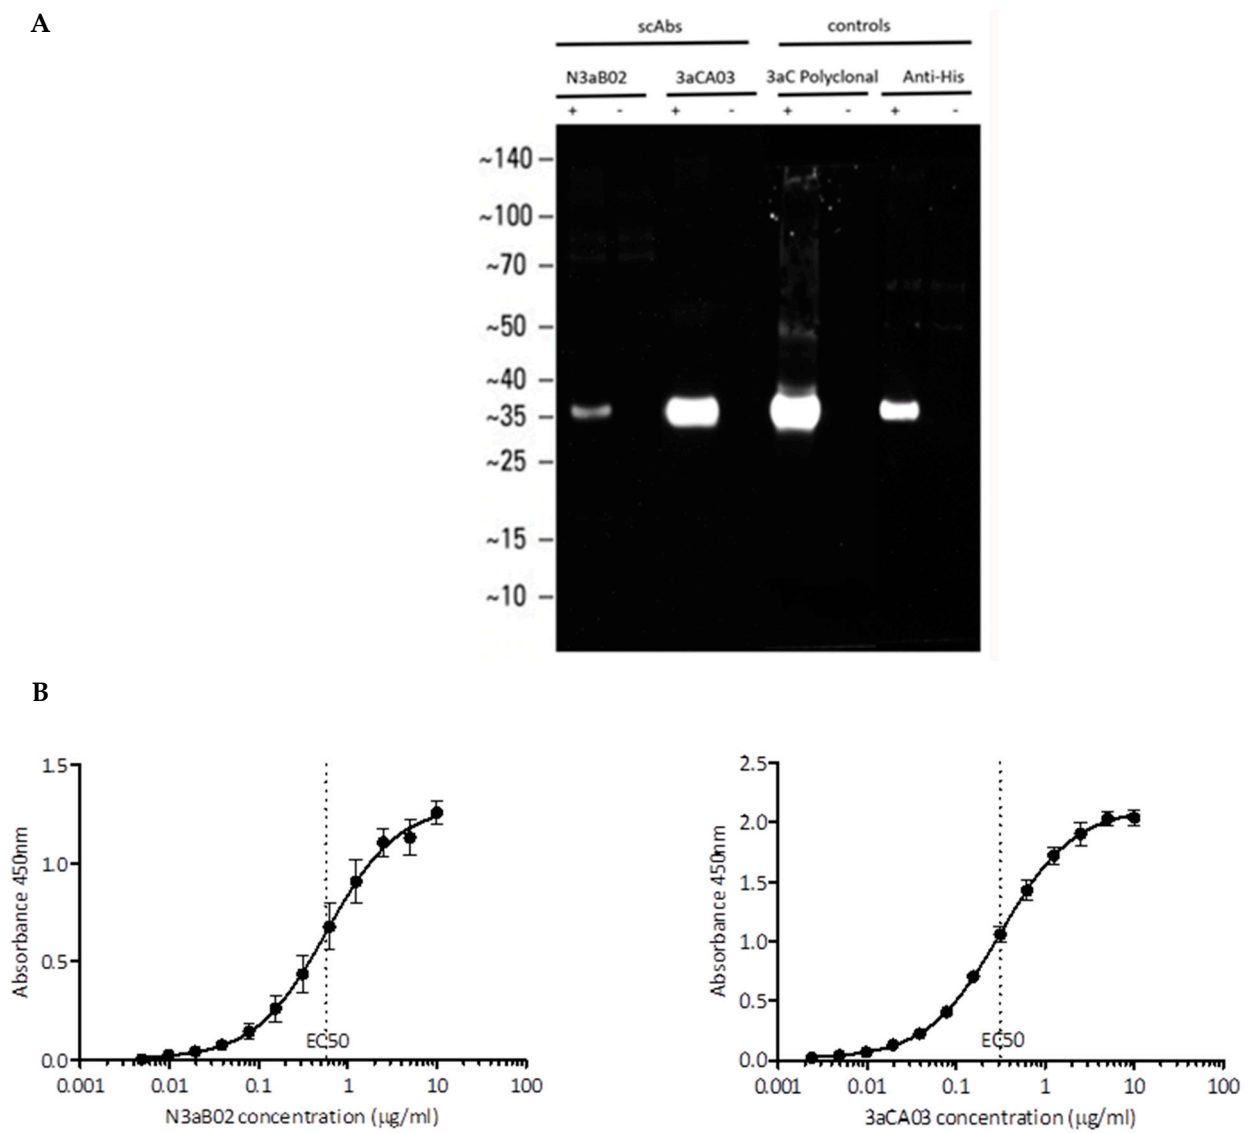 A
scAbs controls
N3aB02 3aCA03 3aC Polyclonal Anti-His
+ - + - + - + -
~140
~100
~70
~50
~40
~35
~25
~15
~10
B
1.5
1.0
0.5
0.0
Absorbance 450nm
EC50
0.001 0.01 0.1 1 10 100
N3aB02 concentration (µg/ml)
2.5
2.0
1.5
1.0
0.5
0.0
Absorbance 450nm
EC50
0.001 0.01 0.1 1 10 100
3aCA03 concentration (µg/ml)